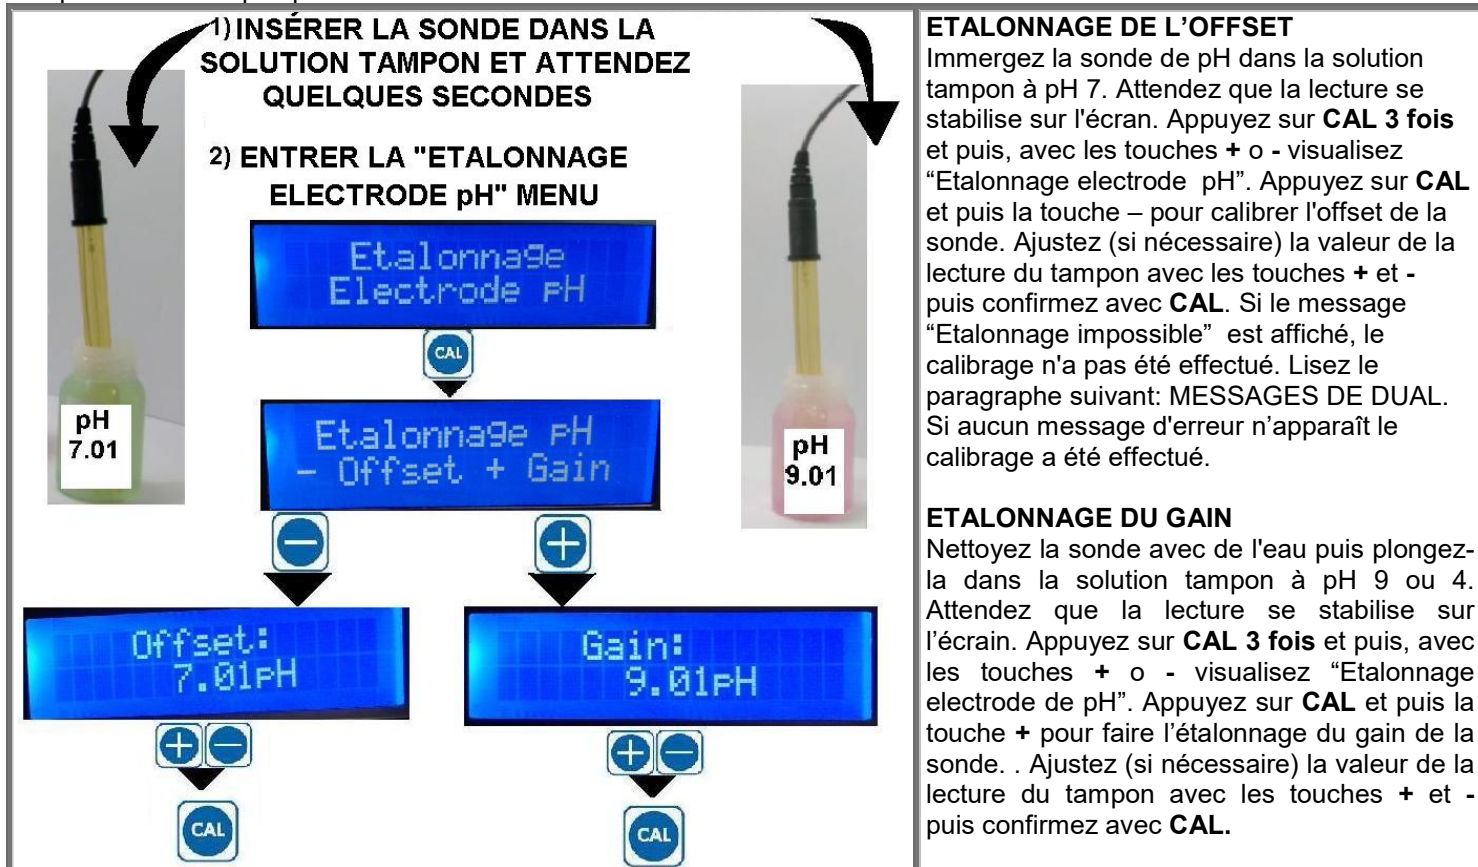 1) INSÉRER LA SONDE DANS LA
SOLUTION TAMPON ET ATTENDEZ
QUELQUES SECONDES
2) ENTRER LA "ETALONNAGE
ELECTRODE pH" MENU
Etalonnage
Electrode pH
CAL
Etalonnage pH
- Offset + Gain
pH
7.01
pH
9.01
Offset:
7.01pH
Gain:
9.01pH
CAL
CAL
ETALONNAGE DE L’OFFSET
Immergez la sonde de pH dans la solution
tampon à pH 7. Attendez que la lecture se
stabilise sur l'écran. Appuyez sur CAL 3 fois
et puis, avec les touches + o - visualisez
“Etalonnage electrode pH”. Appuyez sur CAL
et puis la touche – pour calibrer l'offset de la
sonde. Ajustez (si nécessaire) la valeur de la
lecture du tampon avec les touches + et -
puis confirmez avec CAL. Si le message
“Etalonnage impossible” est affiché, le
calibrage n'a pas été effectué. Lisez le
paragraphe suivant: MESSAGES DE DUAL.
Si aucun message d'erreur n’apparaît le
calibrage a été effectué.
ETALONNAGE DU GAIN
Nettoyez la sonde avec de l'eau puis plongez-
la dans la solution tampon à pH 9 ou 4.
Attendez que la lecture se stabilise sur
l’écrain. Appuyez sur CAL 3 fois et puis, avec
les touches + o - visualisez “Etalonnage
electrode de pH”. Appuyez sur CAL et puis la
touche + pour faire l’étalonnage du gain de la
sonde. . Ajustez (si nécessaire) la valeur de la
lecture du tampon avec les touches + et -
puis confirmez avec CAL.